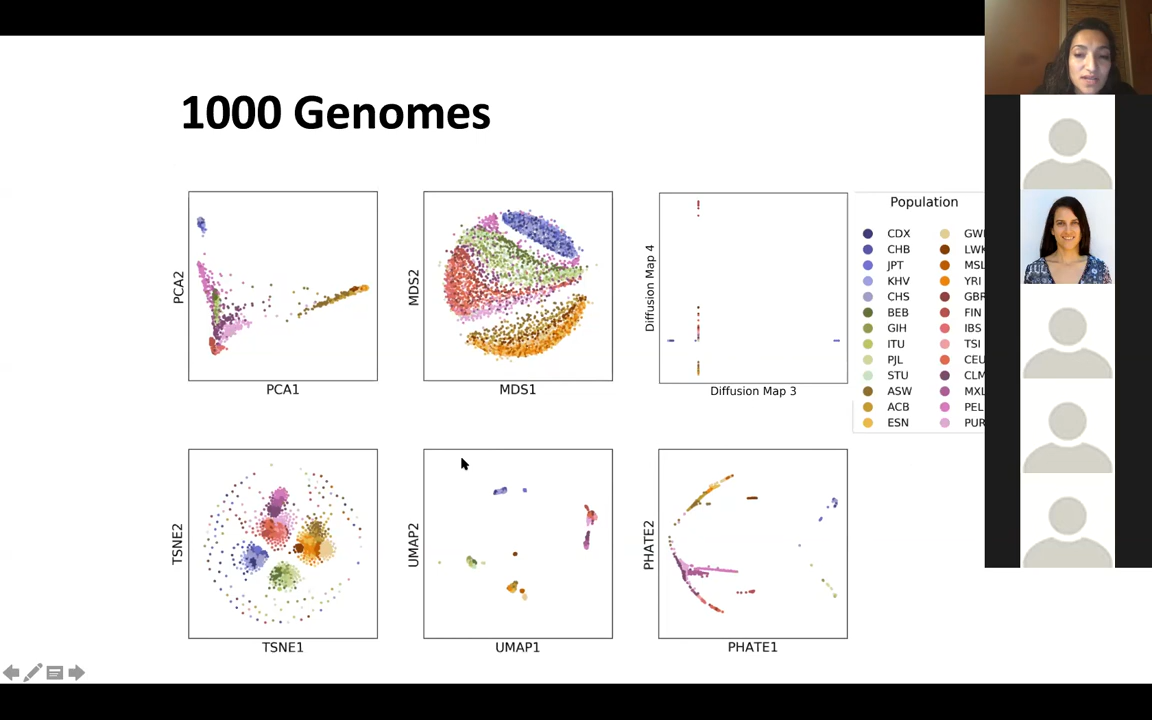 1000 Genomes
PCA2
PCA1
MDS2
MDS1
Diffusion Map 4
Diffusion Map 3
Population
CDX
CHB
JPT
KHV
CHS
BEB
GIH
ITU
PJL
STU
ASW
ACB
ESN
LWK
MSL
YRI
GBR
FIN
IBS
TSI
CEU
CLM
MXL
PEL
PUR
TSNE2
TSNE1
UMAP2
UMAP1
PHATE2
PHATE1